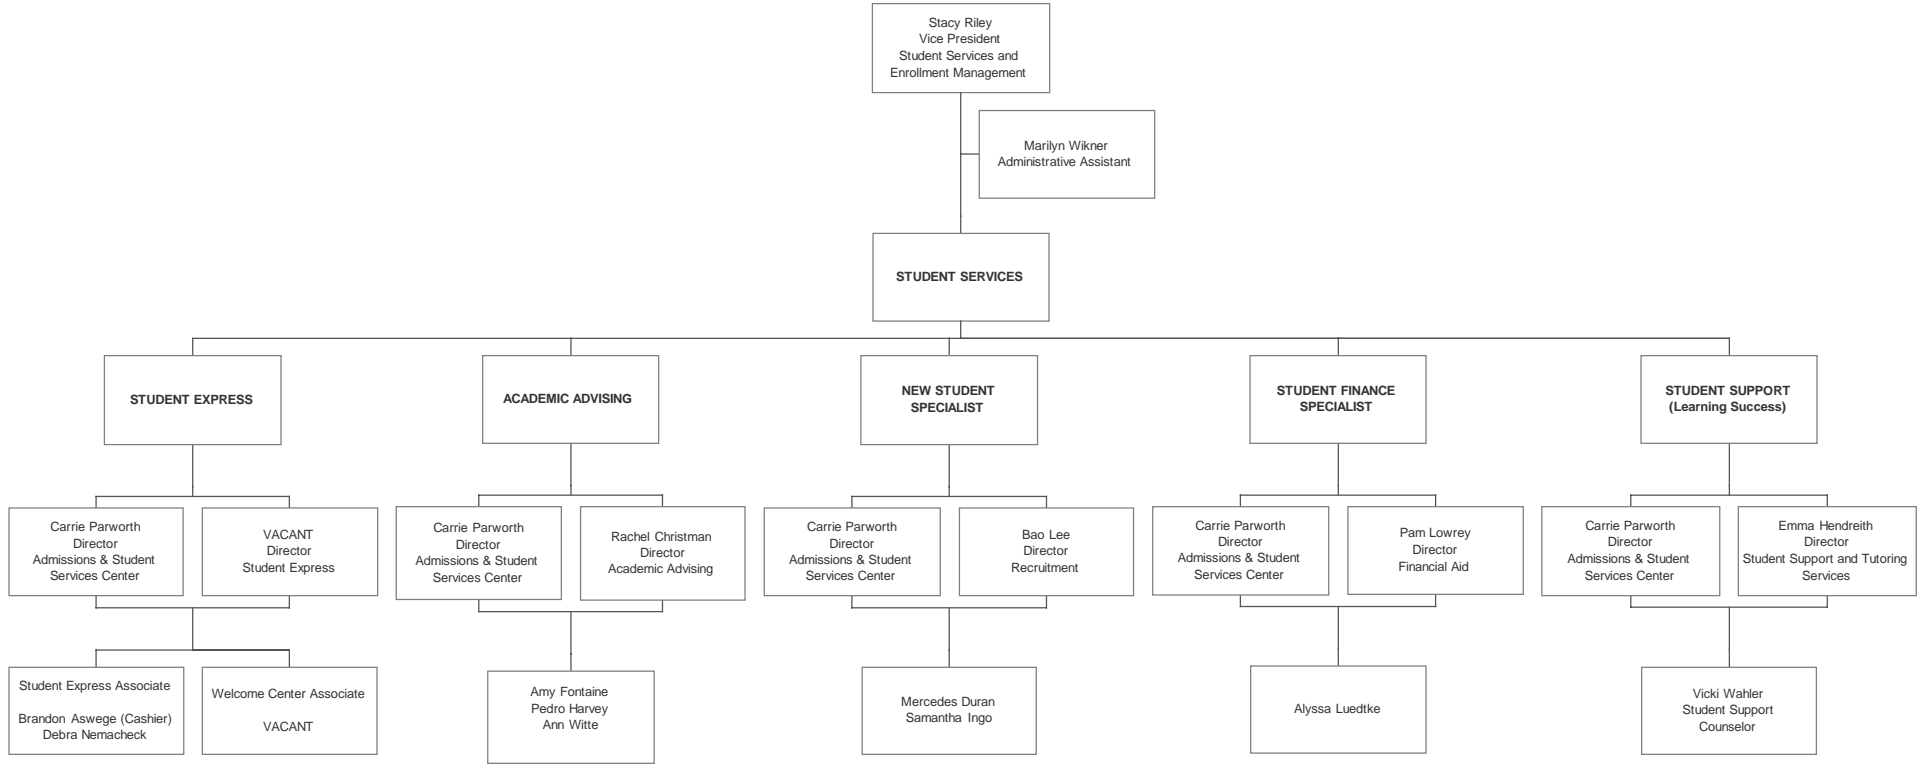 Stacy Riley
Vice President
Student Services and
Enrollment Management
Marilyn Wikner
Administrative Assistant
STUDENT SERVICES
STUDENT EXPRESS
ACADEMIC ADVISING
NEW STUDENT
SPECIALIST
STUDENT FINANCE
SPECIALIST
STUDENT SUPPORT
(Learning Success)
Carrie Parworth
Director
Admissions & Student
Services Center
VACANT
Director
Student Express
Carrie Parworth
Director
Admissions & Student
Services Center
Rachel Christman
Director
Academic Advising
Carrie Parworth
Director
Admissions & Student
Services Center
Bao Lee
Director
Recruitment
Carrie Parworth
Director
Admissions & Student
Services Center
Pam Lowrey
Director
Financial Aid
Carrie Parworth
Director
Admissions & Student
Services Center
Emma Hendreith
Director
Student Support and Tutoring
Services
Student Express Associate
Brandon Aswege (Cashier)
Debra Nemacheck
Welcome Center Associate
VACANT
Amy Fontaine
Pedro Harvey
Ann Witte
Mercedes Duran
Samantha Ingo
Alyssa Luedtke
Vicki Wahler
Student Support
Counselor